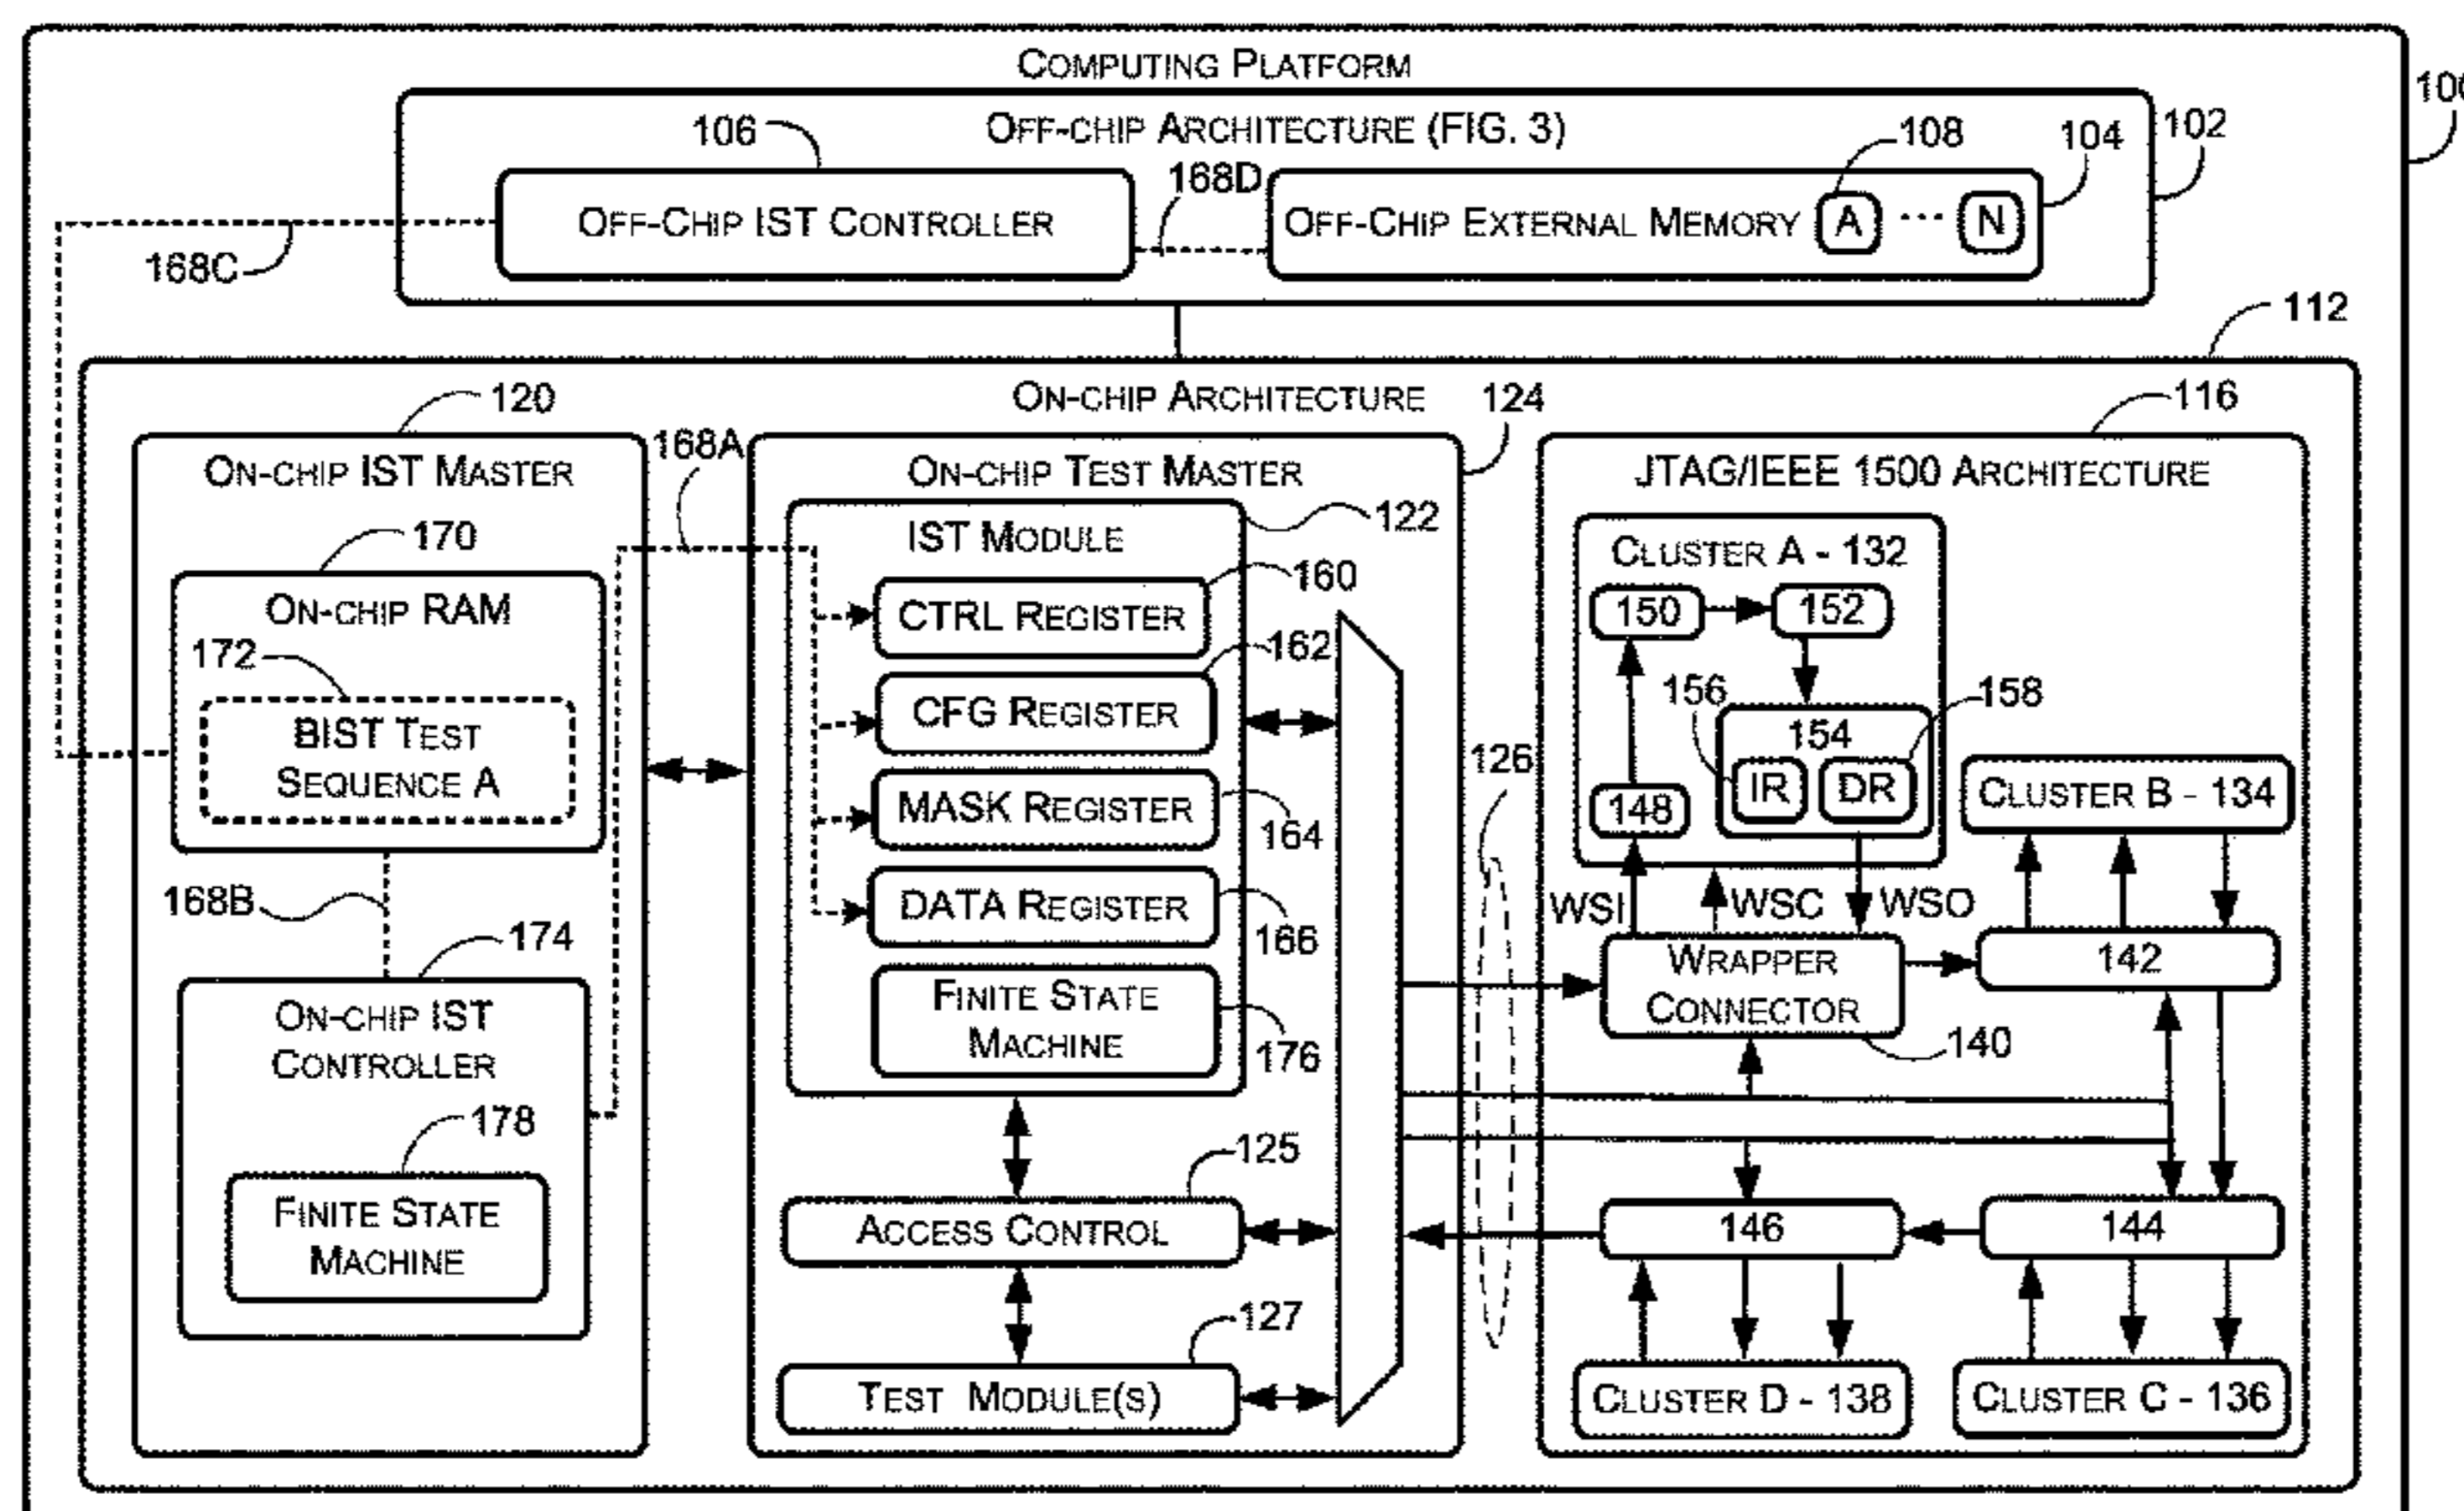 COMPUTING PLATFORM
OFF-CHIP ARCHITECTURE (FIG. 3)
106
108
104
102
168D
OFF-CHIP IST CONTROLLER
OFF-CHIP EXTERNAL MEMORY
A
...
N
168C
112
ON-CHIP ARCHITECTURE
120
124
116
168A
ON-CHIP IST MASTER
170
ON-CHIP RAM
172
BIST TEST
SEQUENCE A
168B
174
ON-CHIP IST
CONTROLLER
178
FINITE STATE
MACHINE
ON-CHIP TEST MASTER
122
IST MODULE
160
CTRL REGISTER
162
CFG REGISTER
MASK REGISTER
164
DATA REGISTER
166
FINITE STATE
MACHINE
176
125
ACCESS CONTROL
127
TEST MODULE(S)
126
JTAG/IEEE 1500 ARCHITECTURE
CLUSTER A - 132
150
152
156
158
154
IR
DR
148
CLUSTER B - 134
WSI
WSC
WSO
WRAPPER
CONNECTOR
142
140
146
144
CLUSTER D - 138
CLUSTER C - 136